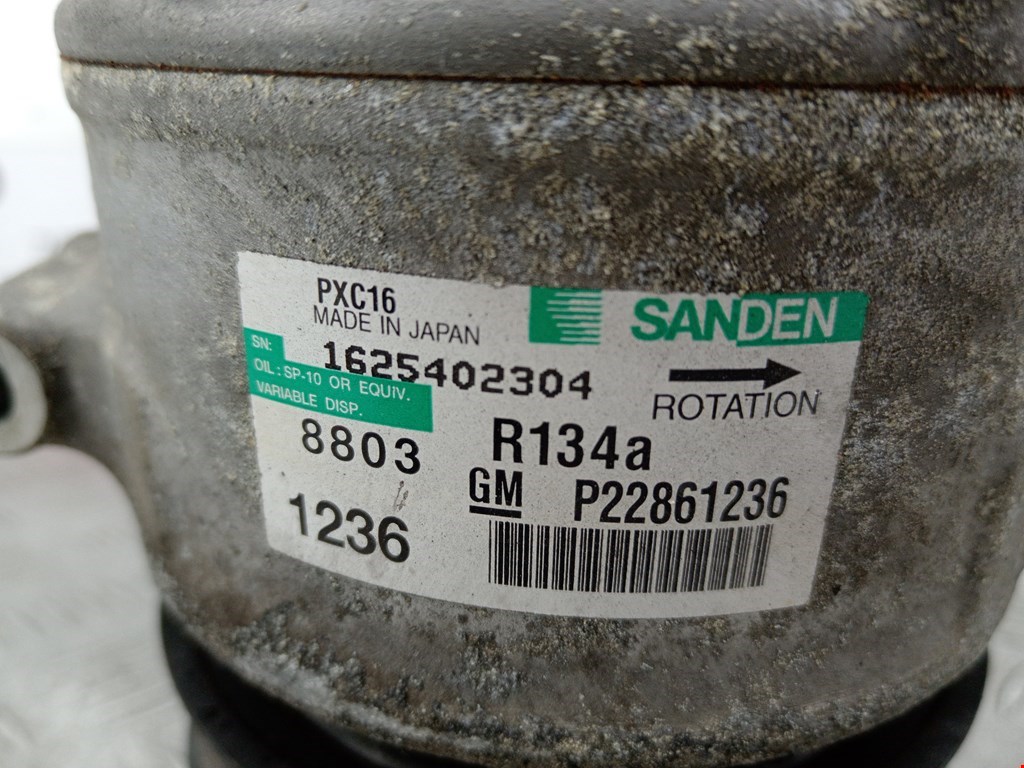 PXC16
MADE IN JAPAN
SANDEN
SN:
1625402304
OIL : SP-10 OR EQUIV.
VARIABLE DISP.
ROTATION
8803
R134a
GM
P22861236
1236